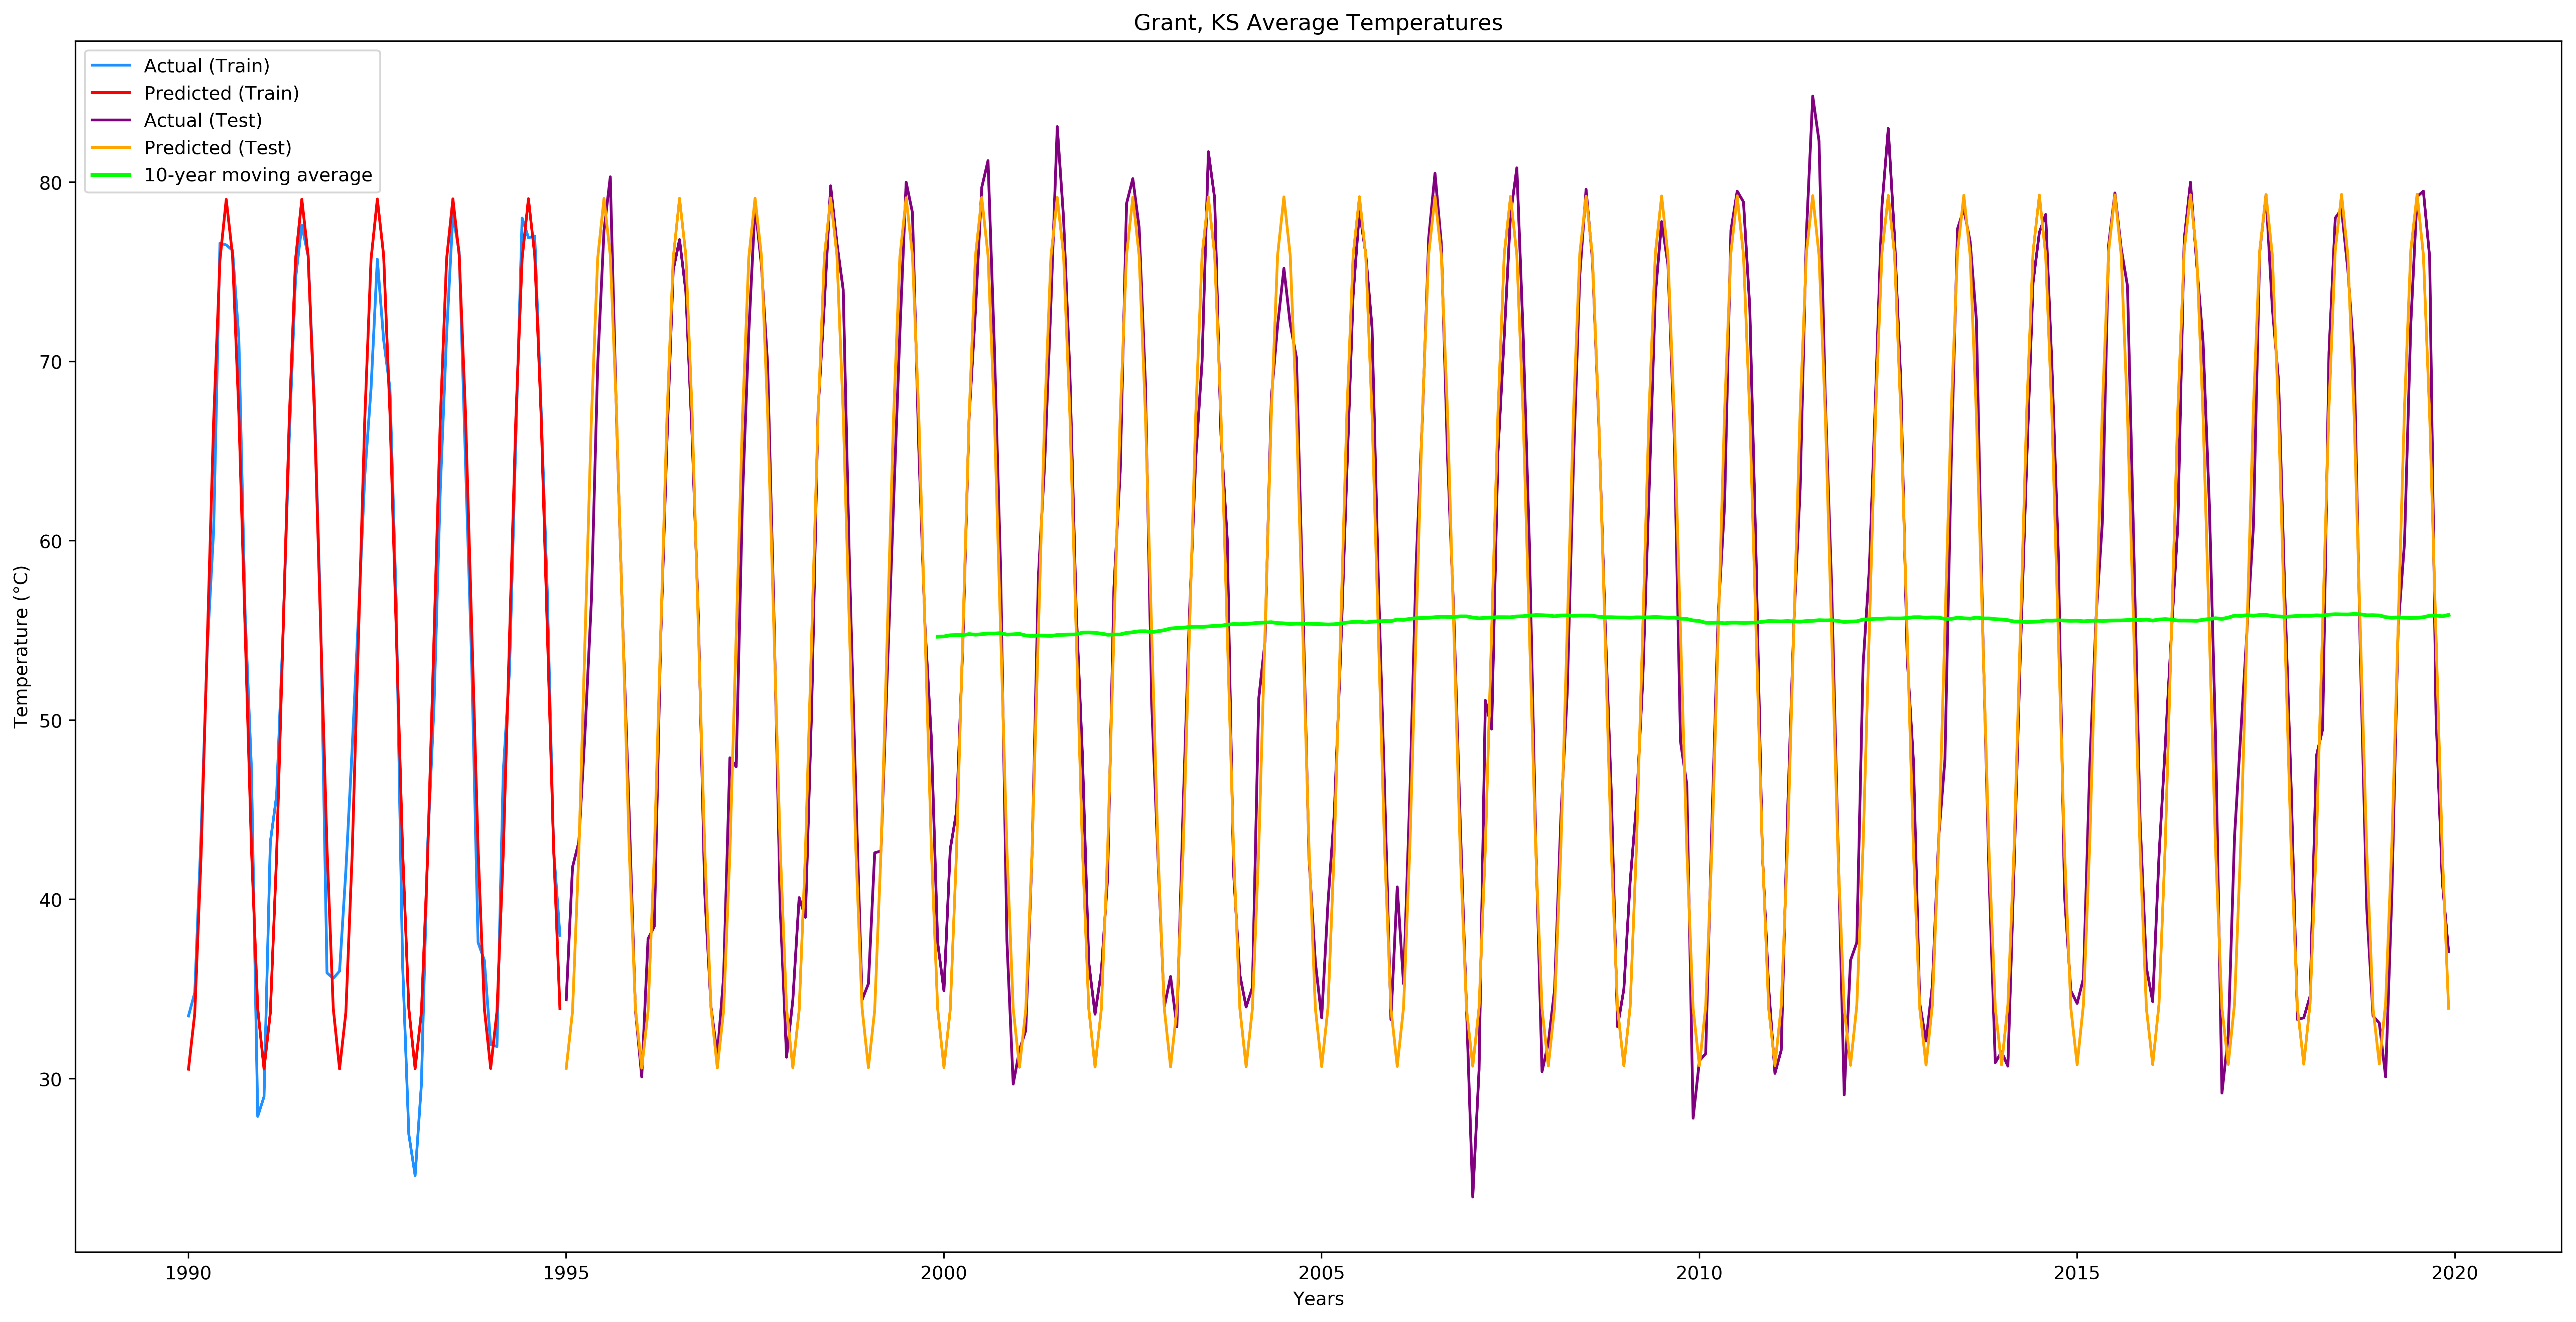 Grant, KS Average Temperatures
Actual (Train)
Predicted (Train)
Actual (Test)
Predicted (Test)
10-year moving average
Temperature (°C)
80
70
60
50
40
30
1990
1995
2000
2005
2010
2015
2020
Years